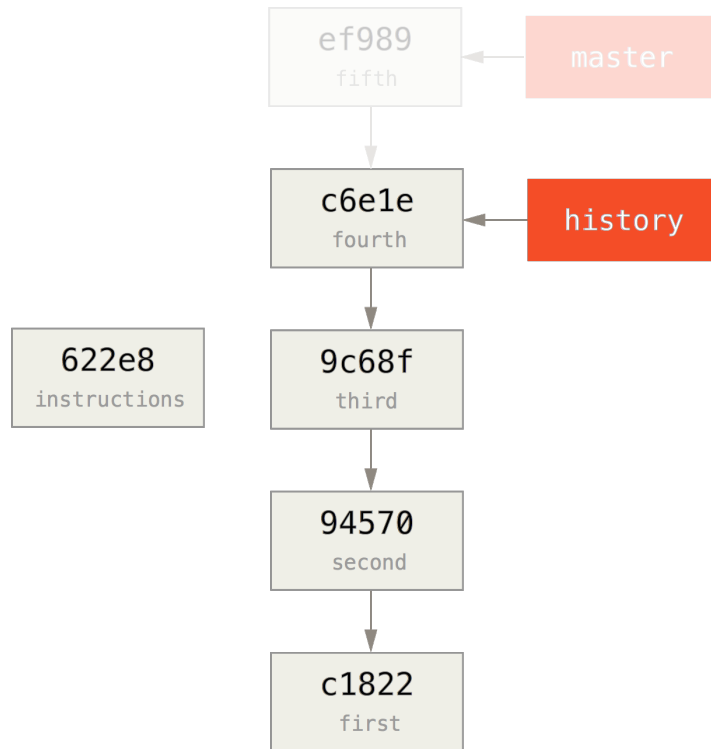 ef989
fifth
master
c6e1e
fourth
history
622e8
instructions
9c68f
third
94570
second
c1822
first